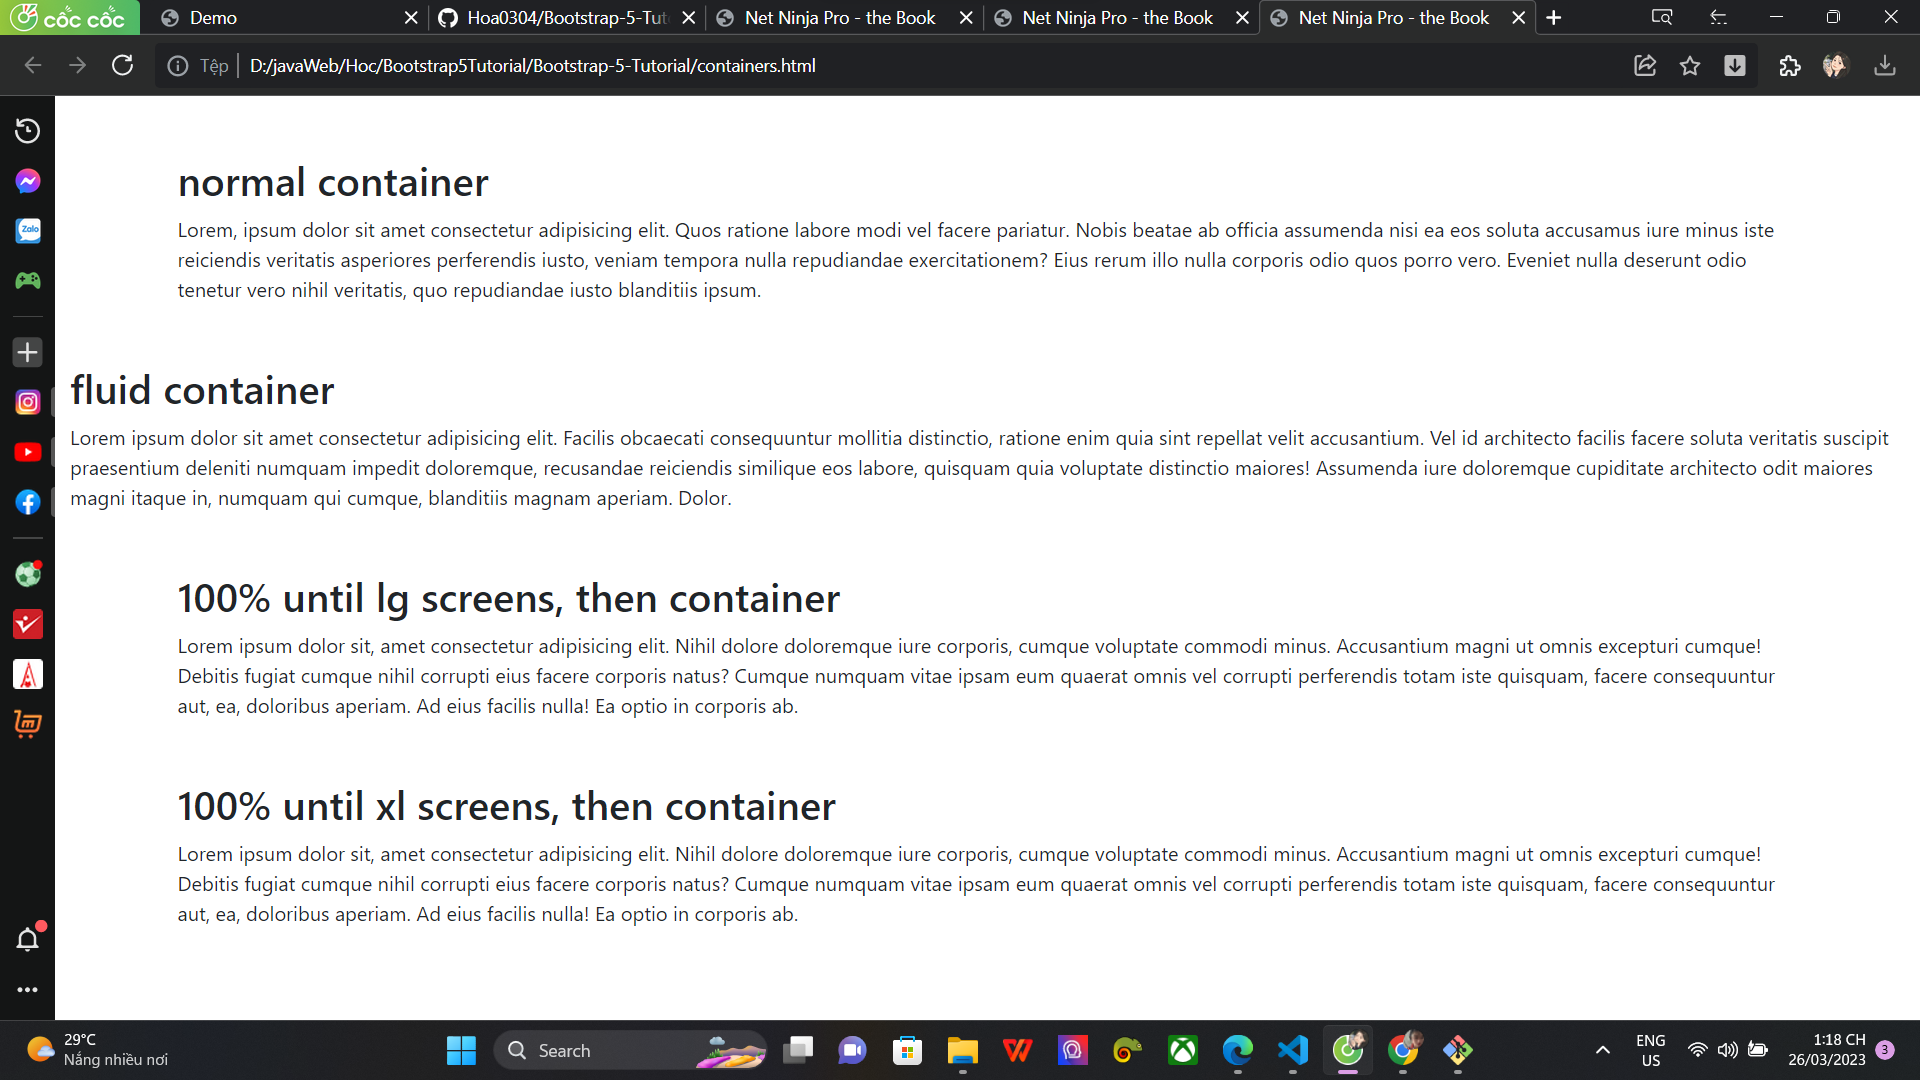 cốc cốc
Demo
Hoa0304/Bootstrap-5-Tut
Net Ninja Pro - the Book
Net Ninja Pro - the Book
Net Ninja Pro - the Book
Tệp
D:/javaWeb/Hoc/Bootstrap5Tutorial/Bootstrap-5-Tutorial/containers.html
Zalo
normal container
Lorem, ipsum dolor sit amet consectetur adipisicing elit. Quos ratione labore modi vel facere pariatur. Nobis beatae ab officia assumenda nisi ea eos soluta accusamus iure minus iste
reiciendis veritatis asperiores perferendis iusto, veniam tempora nulla repudiandae exercitationem? Eius rerum illo nulla corporis odio quos porro vero. Eveniet nulla deserunt odio
tenetur vero nihil veritatis, quo repudiandae iusto blanditiis ipsum.
fluid container
Lorem ipsum dolor sit amet consectetur adipisicing elit. Facilis obcaecati consequuntur mollitia distinctio, ratione enim quia sint repellat velit accusantium. Vel id architecto facilis facere soluta veritatis suscipit
praesentium deleniti numquam impedit doloremque, recusandae reiciendis similique eos labore, quisquam quia voluptate distinctio maiores! Assumenda iure doloremque cupiditate architecto odit maiores
magni itaque in, numquam qui cumque, blanditiis magnam aperiam. Dolor.
100% until lg screens, then container
Lorem ipsum dolor sit, amet consectetur adipisicing elit. Nihil dolore doloremque iure corporis, cumque voluptate commodi minus. Accusantium magni ut omnis excepturi cumque!
Debitis fugiat cumque nihil corrupti eius facere corporis natus? Cumque numquam vitae ipsam eum quaerat omnis vel corrupti perferendis totam iste quisquam, facere consequuntur
aut, ea, doloribus aperiam. Ad eius facilis nulla! Ea optio in corporis ab.
100% until xl screens, then container
Lorem ipsum dolor sit, amet consectetur adipisicing elit. Nihil dolore doloremque iure corporis, cumque voluptate commodi minus. Accusantium magni ut omnis excepturi cumque!
Debitis fugiat cumque nihil corrupti eius facere corporis natus? Cumque numquam vitae ipsam eum quaerat omnis vel corrupti perferendis totam iste quisquam, facere consequuntur
aut, ea, doloribus aperiam. Ad eius facilis nulla! Ea optio in corporis ab.
29°C
Nắng nhiều nơi
Search
ENG
US
1:18 CH
26/03/2023
3